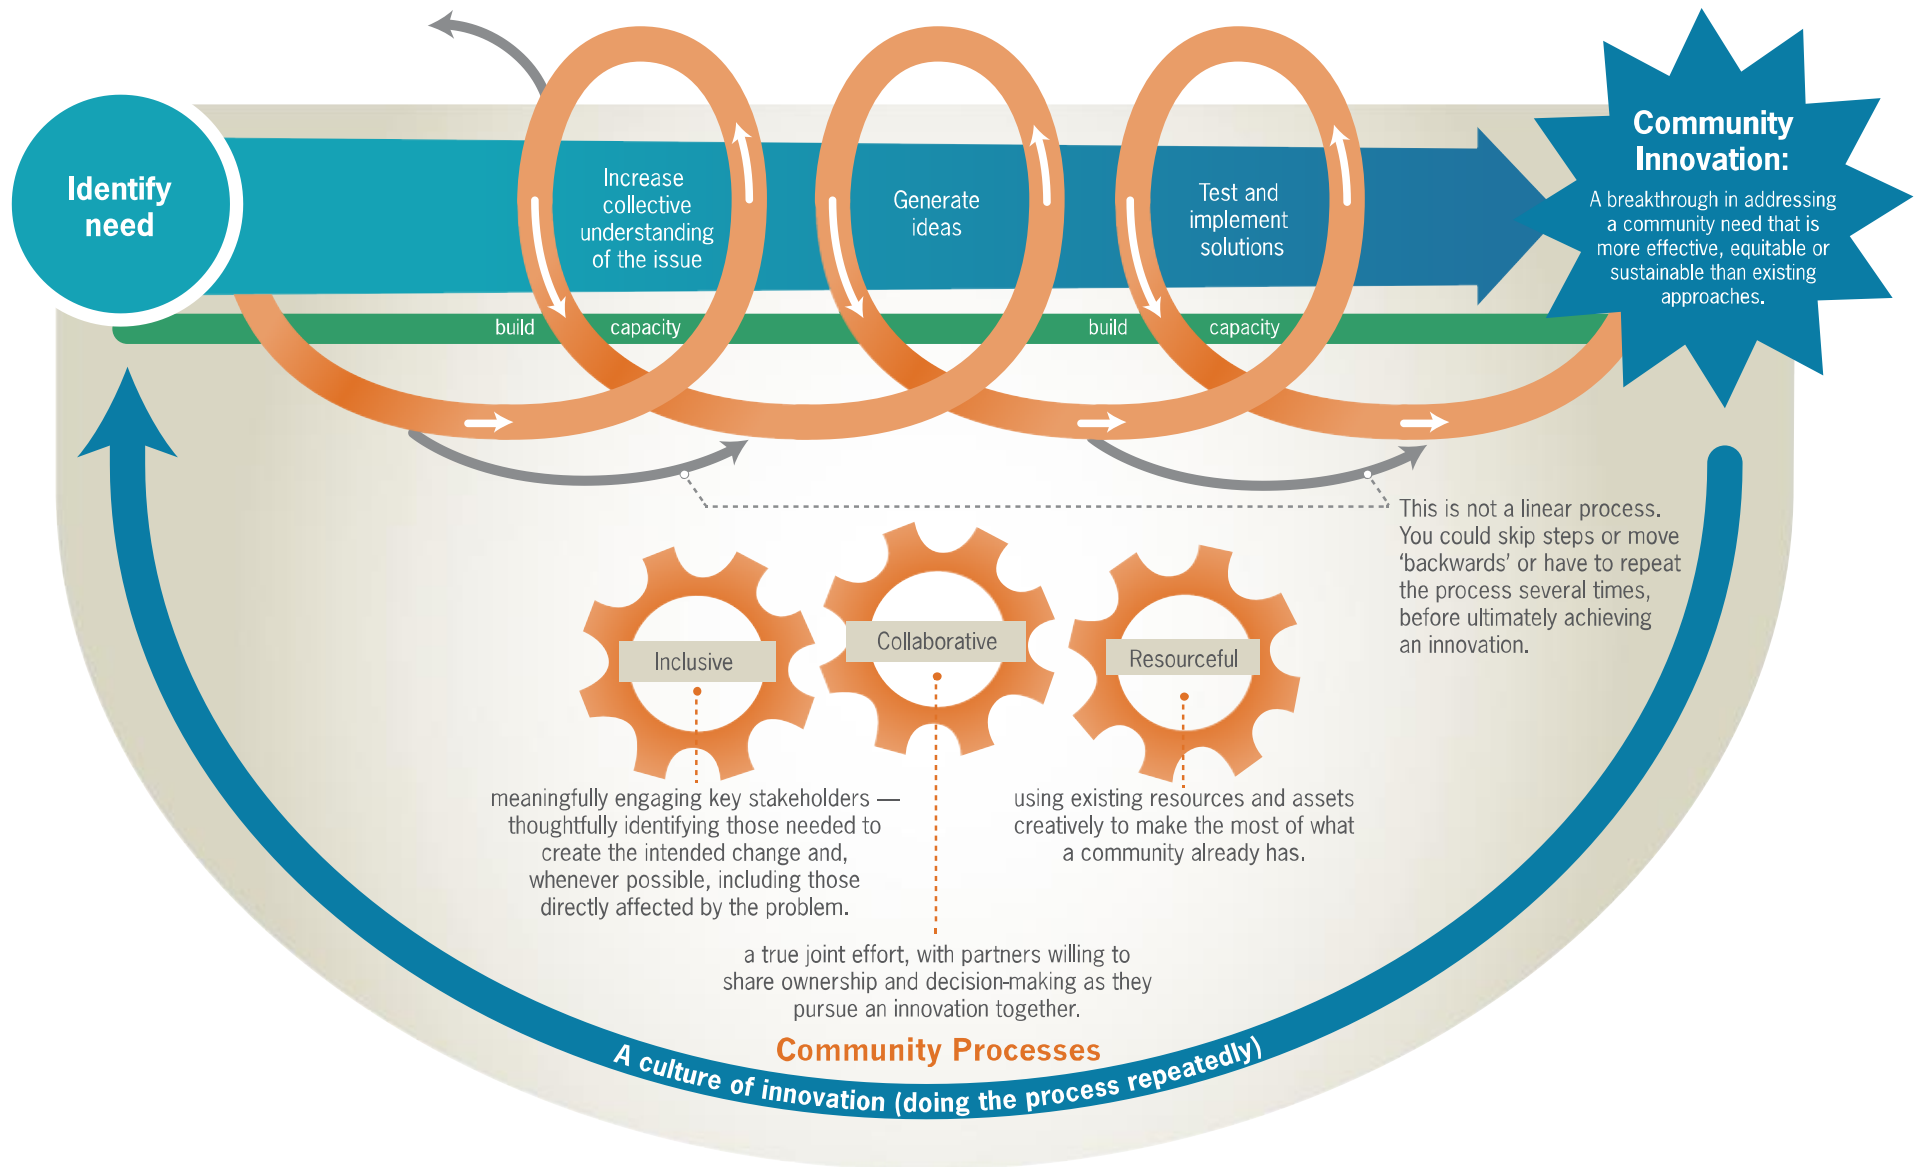 Identify
need
Increase
collective
understanding
of the issue
Generate
ideas
Test and
implement
solutions
Community
Innovation:
A breakthrough in addressing
a community need that is
more effective, equitable or
sustainable than existing
approaches.
build capacity
build capacity
This is not a linear process.
You could skip steps or move
‘backwards’ or have to repeat
the process several times,
before ultimately achieving
an innovation.
Inclusive
Collaborative
Resourceful
meaningfully engaging key stakeholders —
thoughtfully identifying those needed to
create the intended change and,
whenever possible, including those
directly affected by the problem.
using existing resources and assets
creatively to make the most of what
a community already has.
a true joint effort, with partners willing to
share ownership and decision-making as they
pursue an innovation together.
Community Processes
A culture of innovation (doing the process repeatedly)